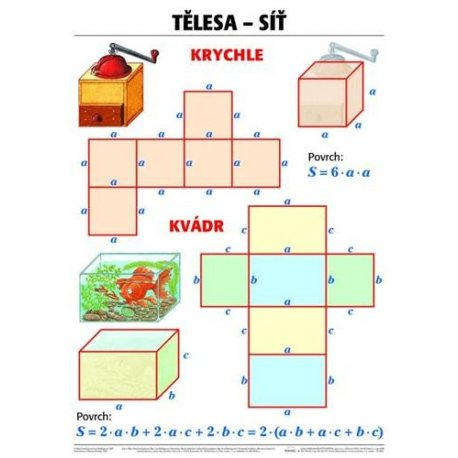 TĚLESA – SÍŤ
KRYCHLE
a
a a a
a a
a a
a a a
a a
a
a
a
a
Povrch:
S = 6 · a · a
KVÁDR
b
c c
c c c
b b b b
c a c
c c
a
b b
a
c
b
a
Povrch:
S = 2 · a · b + 2 · a · c + 2 · b · c = 2 · (a · b + a · c + b · c)